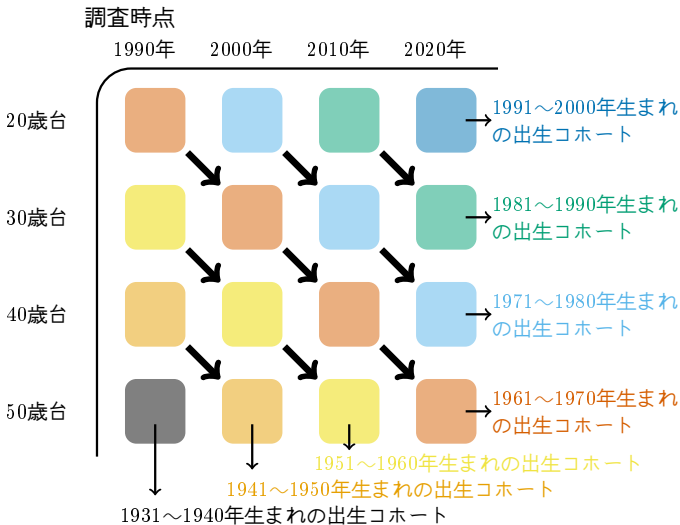 調査時点
1990年 2000年 2010年 2020年
20歳台
1991～2000年生まれ
の出生コホート
30歳台
1981～1990年生まれ
の出生コホート
40歳台
1971～1980年生まれ
の出生コホート
50歳台
1961～1970年生まれ
の出生コホート
1951～1960年生まれの出生コホート
1941～1950年生まれの出生コホート
1931～1940年生まれの出生コホート